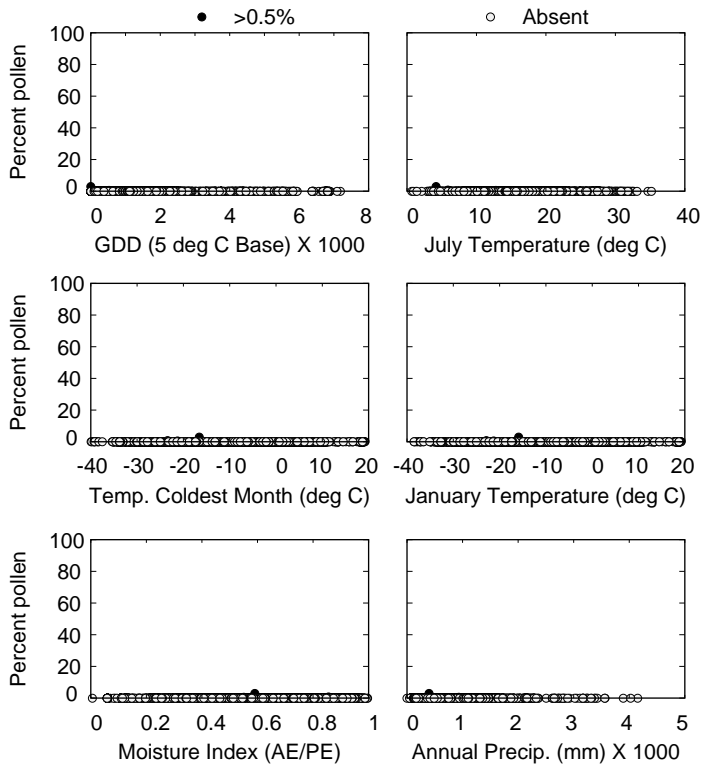 >0.5% Absent
Percent pollen
100
80
60
40
20
0
0 2 4 6 8
GDD (5 deg C Base) X 1000
0 10 20 30 40
July Temperature (deg C)
Percent pollen
100
80
60
40
20
0
-40 -30 -20 -10 0 10 20
Temp. Coldest Month (deg C)
-40 -30 -20 -10 0 10 20
January Temperature (deg C)
Percent pollen
100
80
60
40
20
0
0 0.2 0.4 0.6 0.8 1
Moisture Index (AE/PE)
0 1 2 3 4 5
Annual Precip. (mm) X 1000